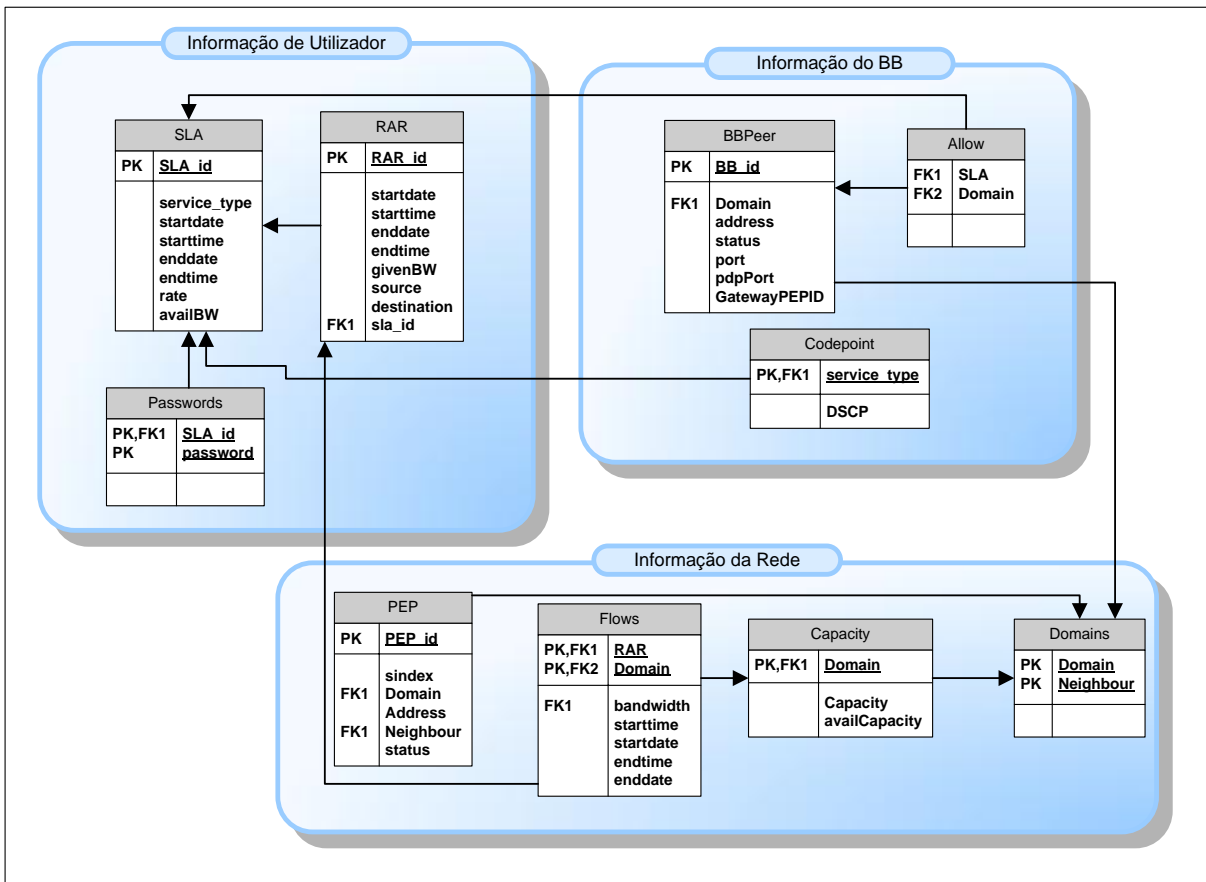 Informação de Utilizador
SLA
PK SLA_id
service_type
startdate
starttime
enddate
endtime
rate
availBW
RAR
PK RAR_id
startdate
starttime
enddate
endtime
givenBW
source
destination
FK1 sla_id
Passwords
PK,FK1 SLA_id
PK password
Informação do BB
BBPeer
PK BB_id
FK1 Domain
address
status
port
pdpPort
GatewayPEPID
Allow
FK1 SLA
FK2 Domain
Codepoint
PK,FK1 service_type
DSCP
Informação da Rede
PEP
PK PEP_id
sindex
FK1 Domain
Address
FK1 Neighbour
status
Flows
PK,FK1 RAR
PK,FK2 Domain
FK1 bandwidth
starttime
startdate
endtime
enddate
Capacity
PK,FK1 Domain
Capacity
availCapacity
Domains
PK Domain
PK Neighbour